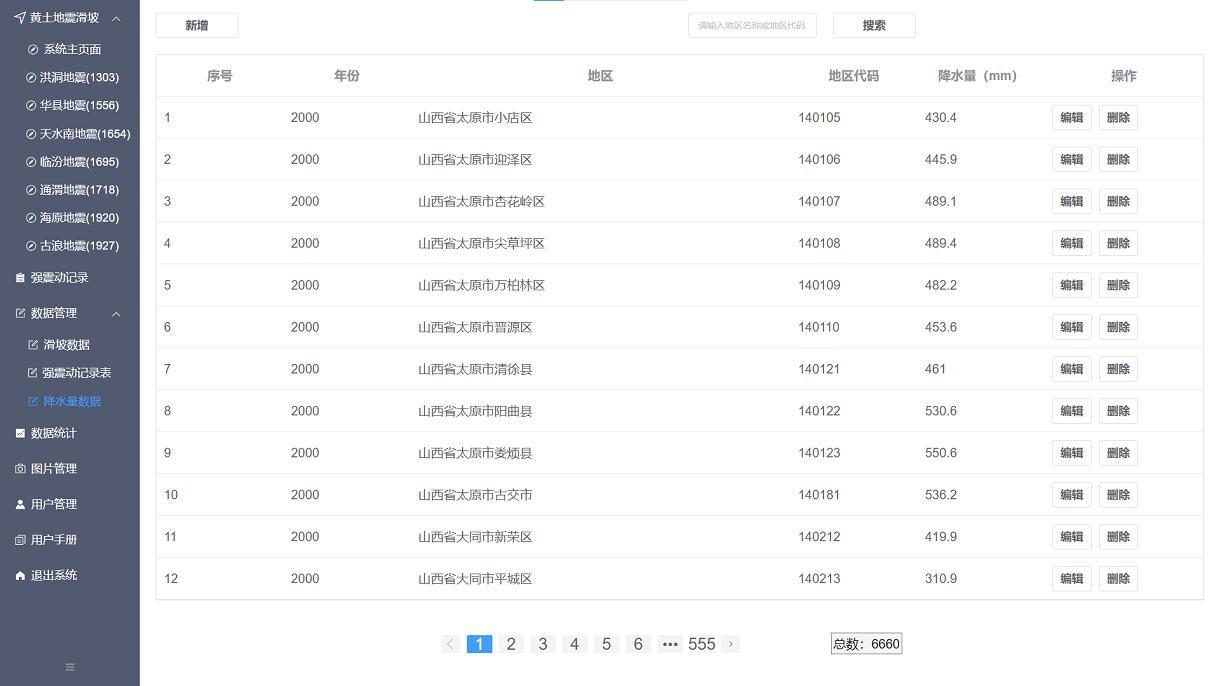 黄土地震滑坡
系统主页面
洪洞地震(1303)
华县地震(1556)
天水南地震(1654)
临汾地震(1695)
通渭地震(1718)
海原地震(1920)
古浪地震(1927)
强震动记录
数据管理
滑坡数据
强震动记录表
降水量数据
数据统计
图片管理
用户管理
用户手册
退出系统
新增 请输入地区名称或地区代码 搜索
序号 年份 地区 地区代码 降水量（mm） 操作
1 2000 山西省太原市小店区 140105 430.4 编辑 删除
2 2000 山西省太原市迎泽区 140106 445.9 编辑 删除
3 2000 山西省太原市杏花岭区 140107 489.1 编辑 删除
4 2000 山西省太原市尖草坪区 140108 489.4 编辑 删除
5 2000 山西省太原市万柏林区 140109 482.2 编辑 删除
6 2000 山西省太原市晋源区 140110 453.6 编辑 删除
7 2000 山西省太原市清徐县 140121 461 编辑 删除
8 2000 山西省太原市阳曲县 140122 530.6 编辑 删除
9 2000 山西省太原市娄烦县 140123 550.6 编辑 删除
10 2000 山西省太原市古交市 140181 536.2 编辑 删除
11 2000 山西省大同市新荣区 140212 419.9 编辑 删除
12 2000 山西省大同市平城区 140213 310.9 编辑 删除
1 2 3 4 5 6 ••• 555 总数：6660